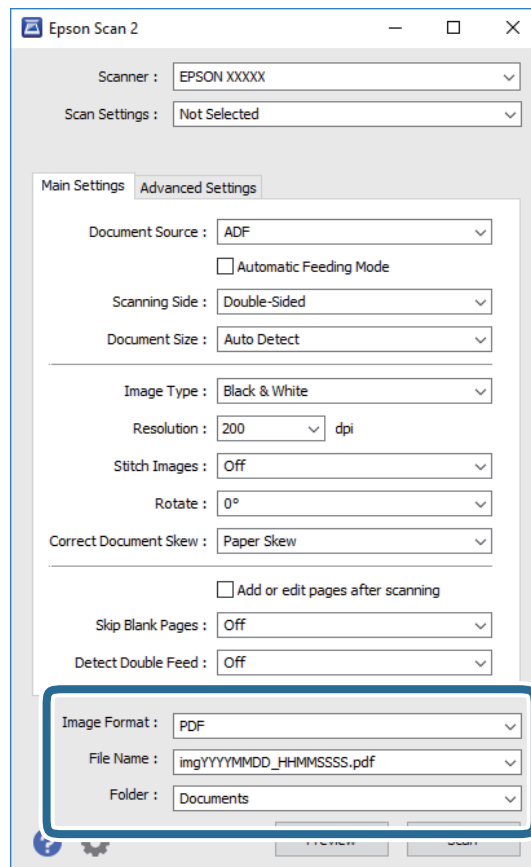 Epson Scan 2
Scanner : EPSON XXXXX
Scan Settings : Not Selected
Main Settings Advanced Settings
Document Source : ADF
Automatic Feeding Mode
Scanning Side : Double-Sided
Document Size : Auto Detect
Image Type : Black & White
Resolution : 200 dpi
Stitch Images : Off
Rotate : 0°
Correct Document Skew : Paper Skew
Add or edit pages after scanning
Skip Blank Pages : Off
Detect Double Feed : Off
Image Format : PDF
File Name : imgYYYYMMDD_HHMMSSSS.pdf
Folder : Documents
? Preview Scan